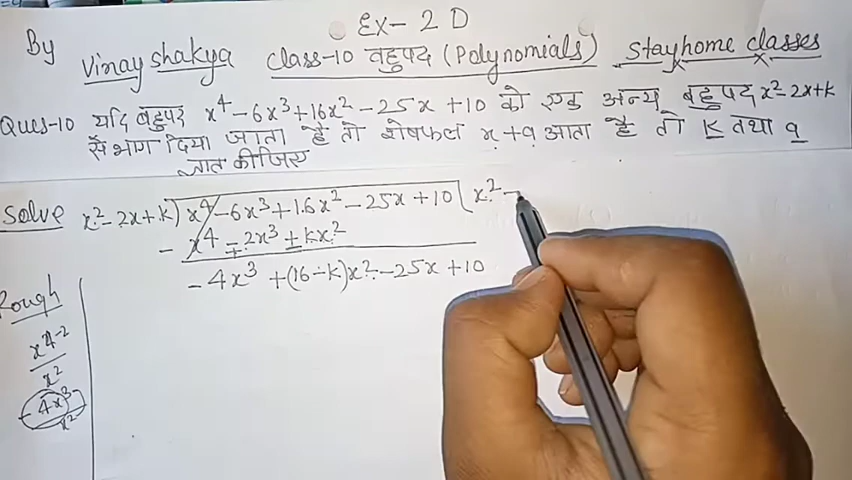 Ex- 2 D
By Vinay shakya Class-10 बहुपद (Polynomials) Stayhome classes
Ques-10 यदि बहुपद x⁴-6x³+16x²-25x+10 को एक अन्य बहुपद x²-2x+k
से भाग दिया जाता है तो शेषफल x+a आता है तो K तथा a
ज्ञात कीजिए
solve x²-2x+k) x⁴-6x³+16x²-25x+10 (x²-
- x⁴ ∓ 2x³ ± kx²
-4x³ +(16-k)x²-25x+10
Rough
x⁴⁻²
x²
-4x³
x²